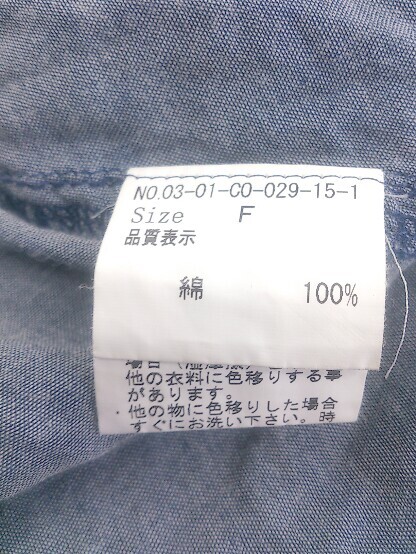 NO.03-01-CO-029-15-1
Size F
品質表示
綿 100%
他の衣料に色移りする事
があります。
・他の物に色移りした場合
すぐにお洗い下さい。時